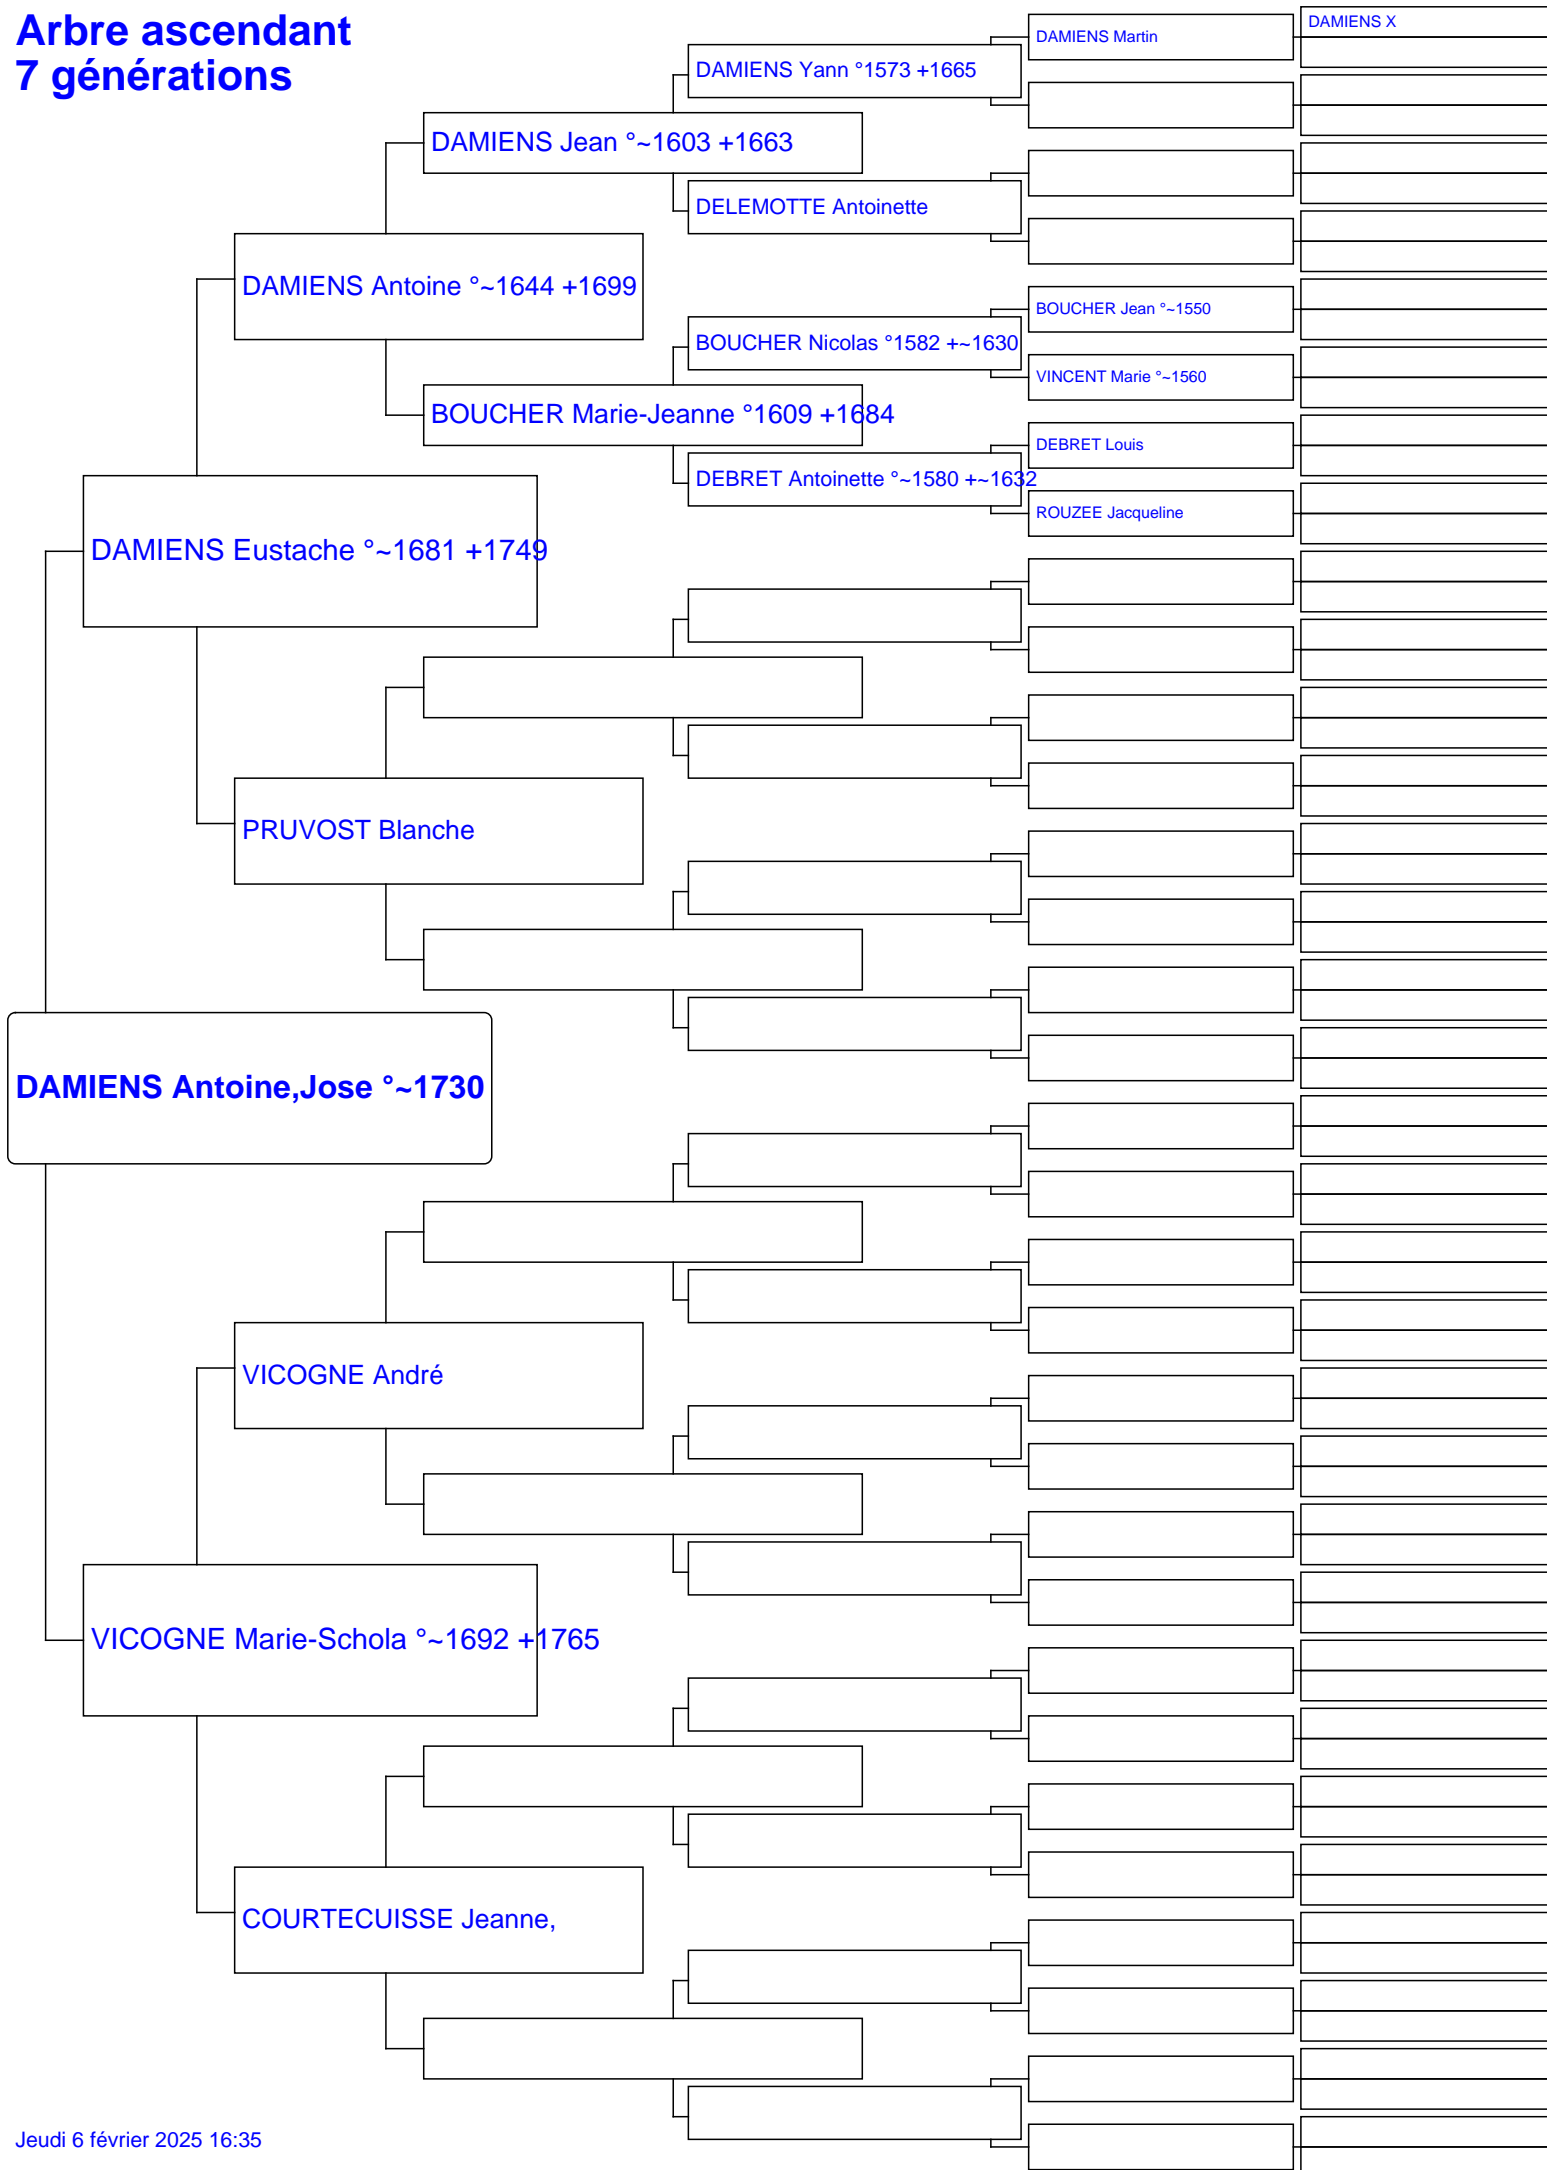 Arbre ascendant
7 générations
DAMIENS X
DAMIENS Martin
DAMIENS Yann °1573 +1665
DAMIENS Jean °~1603 +1663
DELEMOTTE Antoinette
DAMIENS Antoine °~1644 +1699
BOUCHER Jean °~1550
BOUCHER Nicolas °1582 +~1630
VINCENT Marie °~1560
BOUCHER Marie-Jeanne °1609 +1684
DEBRET Louis
DEBRET Antoinette °~1580 +~1632
ROUZEE Jacqueline
DAMIENS Eustache °~1681 +1749
PRUVOST Blanche
DAMIENS Antoine,Jose °~1730
VICOGNE André
VICOGNE Marie-Schola °~1692 +1765
COURTECUISSE Jeanne,
Jeudi 6 février 2025 16:35